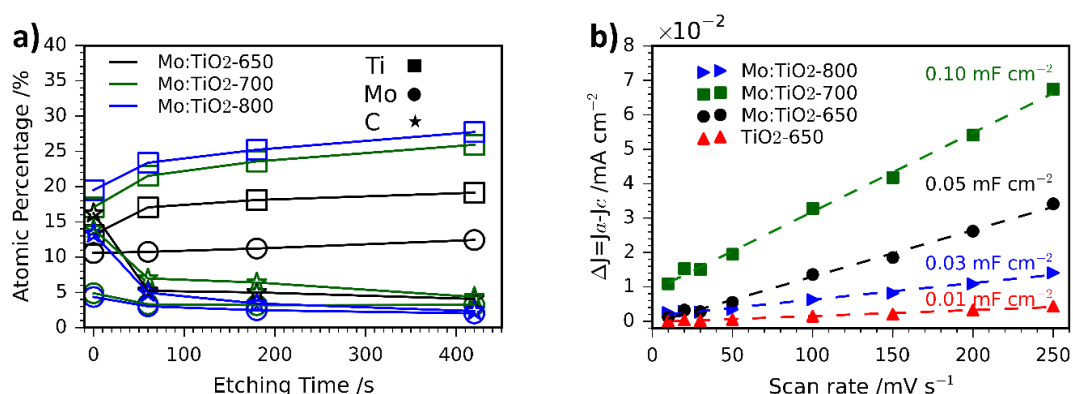 a)
40
35
30
25
20
15
10
5
0
Atomic Percentage /%
Mo:TiO2-650
Mo:TiO2-700
Mo:TiO2-800
Ti
Mo
C
0 100 200 300 400
Etching Time /s
b)
×10⁻²
8
7
6
5
4
3
2
1
0
ΔJ=Ja-Jc /mA cm⁻²
Mo:TiO2-800
Mo:TiO2-700
Mo:TiO2-650
TiO2-650
0.10 mF cm⁻²
0.05 mF cm⁻²
0.03 mF cm⁻²
0.01 mF cm⁻²
0 50 100 150 200 250
Scan rate /mV s⁻¹